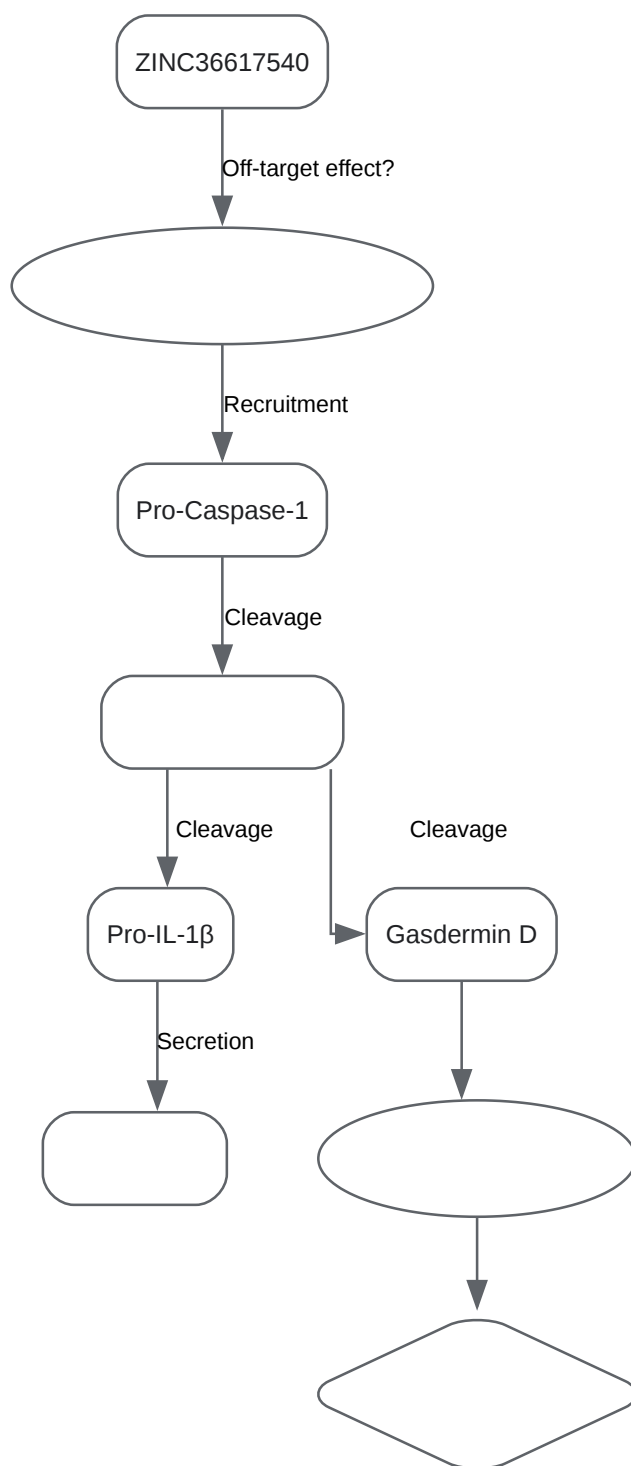 ZINC36617540
Off-target effect?
Recruitment
Pro-Caspase-1
Cleavage
Cleavage
Cleavage
Pro-IL-1β
Gasdermin D
Secretion